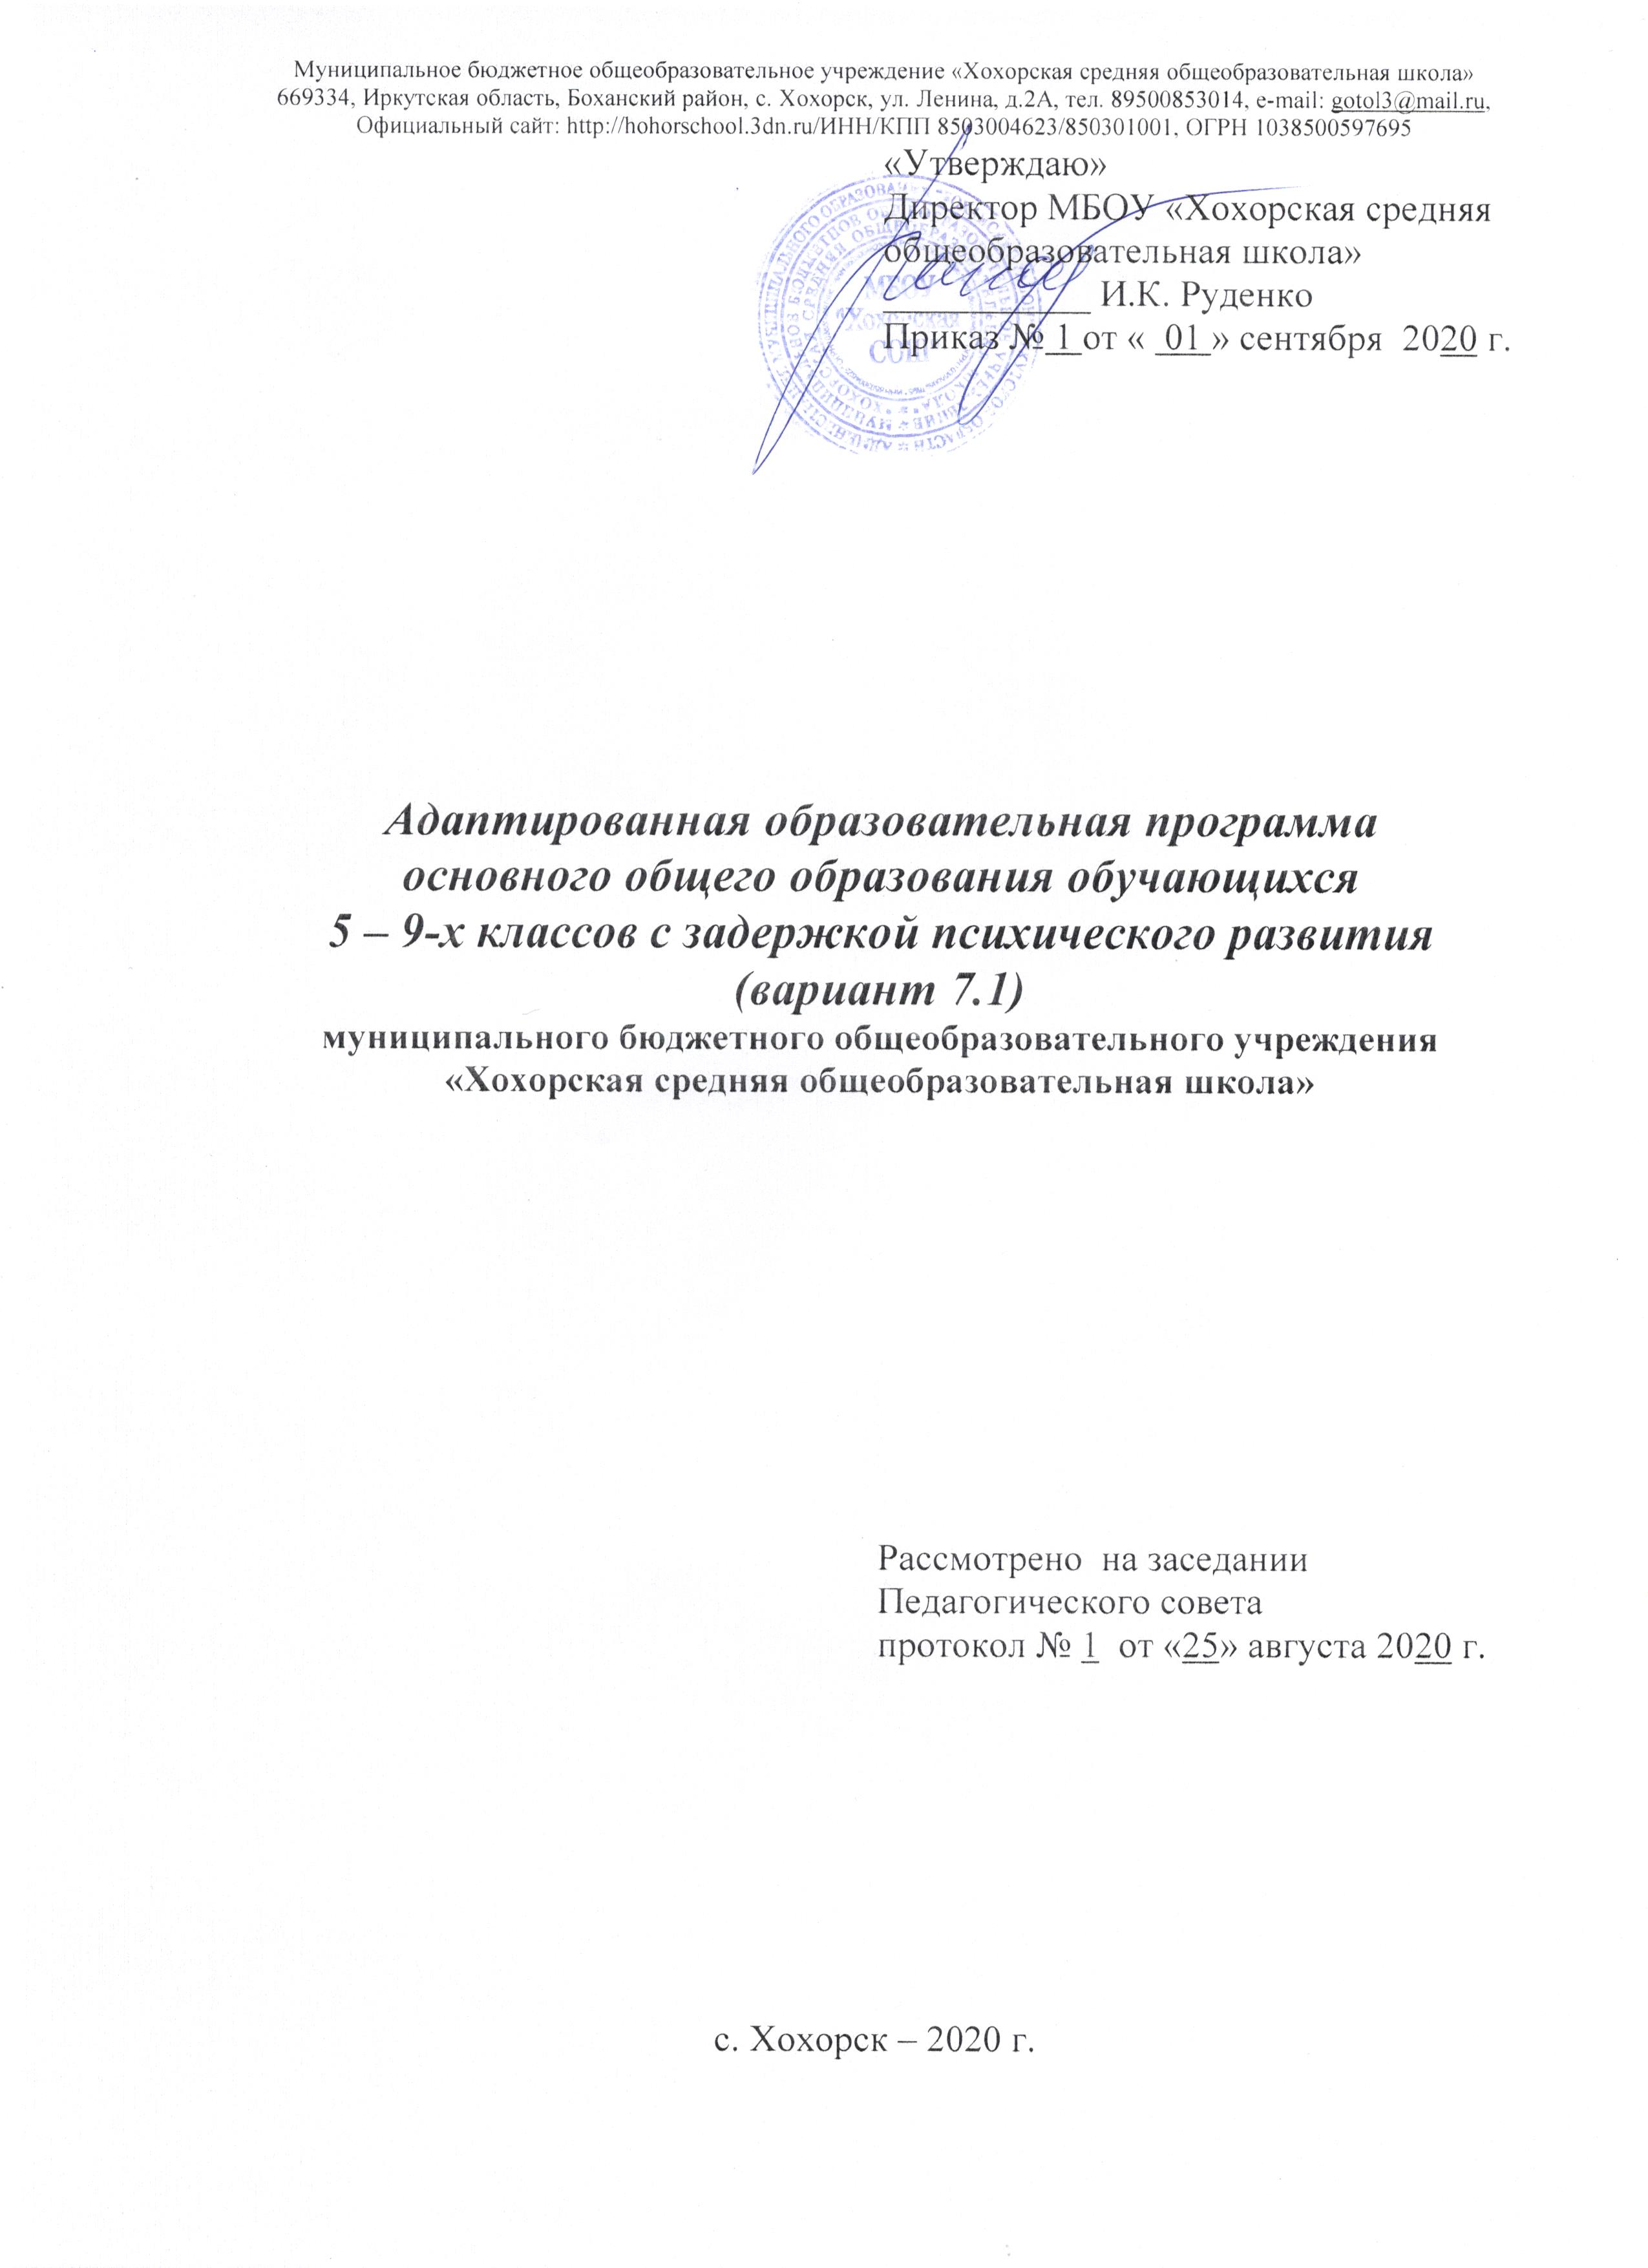 Муниципальное бюджетное общеобразовательное учреждение «Хохорская средняя общеобразовательная школа»
669334, Иркутская область, Боханский район, с. Хохорск, ул. Ленина, д.2А, тел. 89500853014, e-mail: gotol3@mail.ru,
Официальный сайт: http://hohorschool.3dn.ru/ИНН/КПП 8503004623/850301001, ОГРН 1038500597695
«Утверждаю»
Директор МБОУ «Хохорская средняя
общеобразовательная школа»
____________ И.К. Руденко
Приказ № 1 от « 01 » сентября 2020 г.
МБОУ
«Хохорская
СОШ»
Адаптированная образовательная программа
основного общего образования обучающихся
5 – 9-х классов с задержкой психического развития
(вариант 7.1)
муниципального бюджетного общеобразовательного учреждения
«Хохорская средняя общеобразовательная школа»
Рассмотрено на заседании
Педагогического совета
протокол № 1 от «25» августа 2020 г.
с. Хохорск – 2020 г.